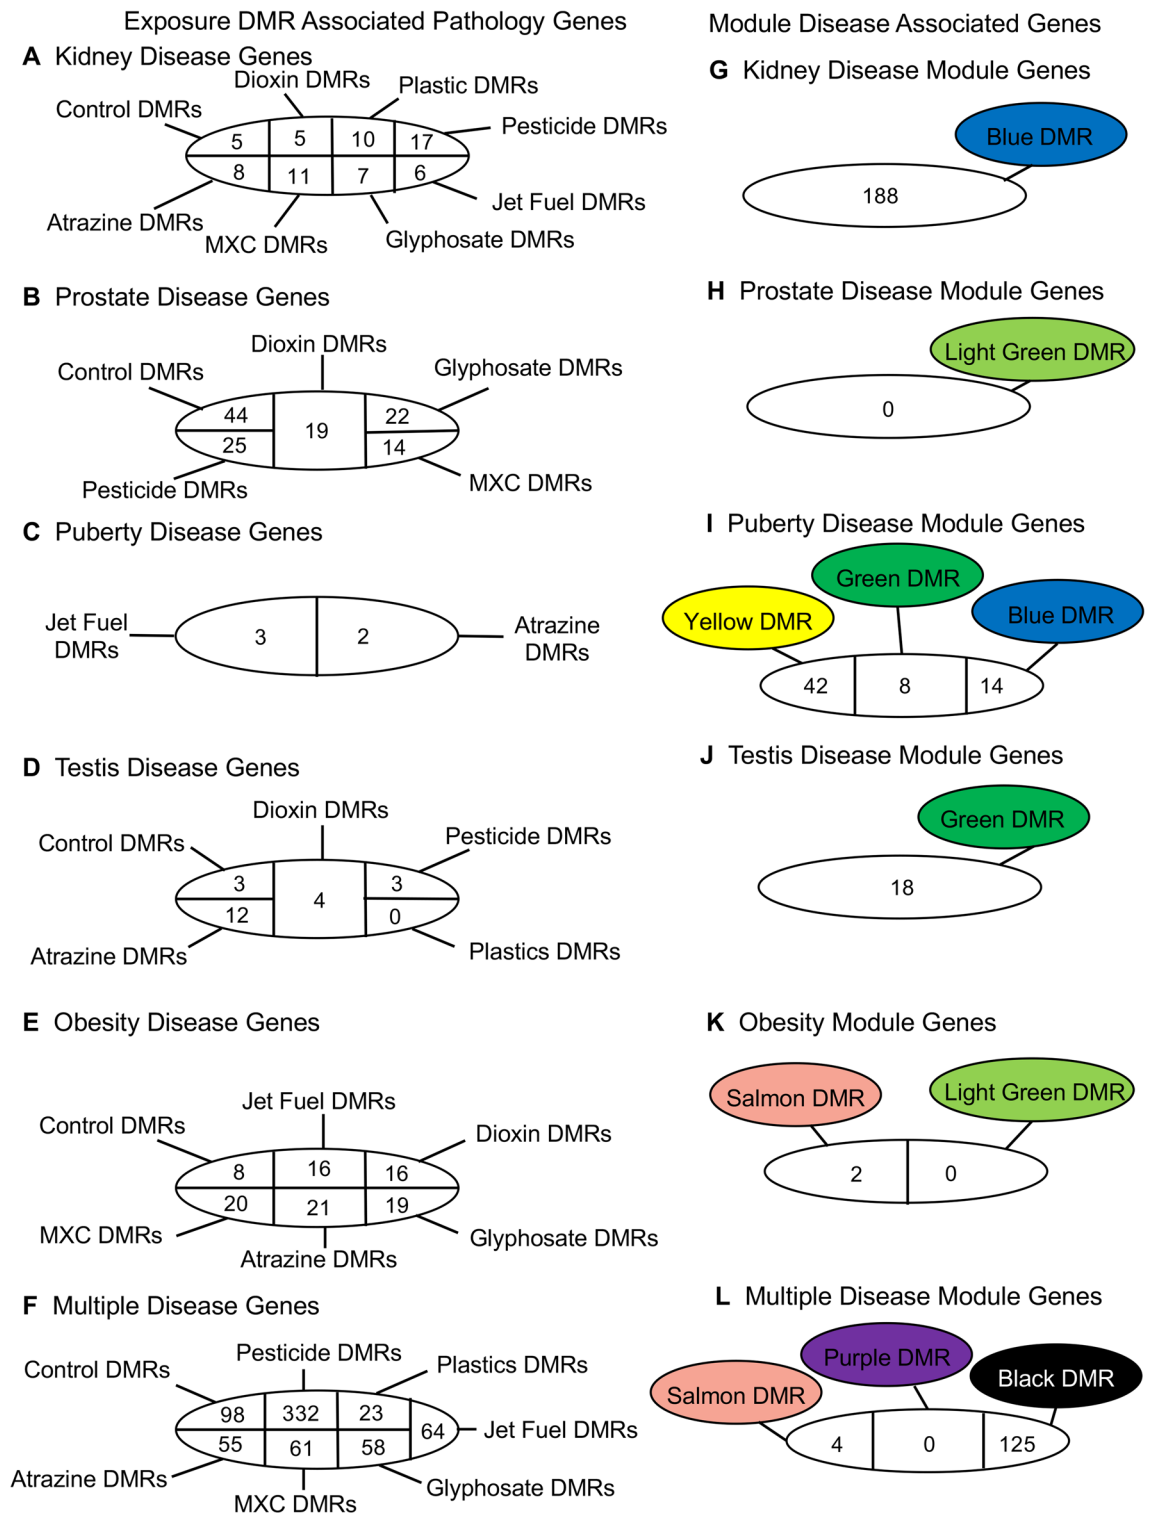 Exposure DMR Associated Pathology Genes
A Kidney Disease Genes
Dioxin DMRs
Plastic DMRs
Control DMRs
Pesticide DMRs
5 5 10 17
8 11 7 6
Jet Fuel DMRs
Atrazine DMRs
MXC DMRs
Glyphosate DMRs
B Prostate Disease Genes
Dioxin DMRs
Control DMRs
Glyphosate DMRs
44 19 22
25 14
Pesticide DMRs
MXC DMRs
C Puberty Disease Genes
Jet Fuel
DMRs
3 2
Atrazine
DMRs
D Testis Disease Genes
Dioxin DMRs
Control DMRs
Pesticide DMRs
3 4 3
12 0
Atrazine DMRs
Plastics DMRs
E Obesity Disease Genes
Jet Fuel DMRs
Control DMRs
Dioxin DMRs
8 16 16
20 21 19
MXC DMRs
Glyphosate DMRs
Atrazine DMRs
F Multiple Disease Genes
Pesticide DMRs
Control DMRs
Plastics DMRs
98 332 23
64
Jet Fuel DMRs
55 61 58
Atrazine DMRs
Glyphosate DMRs
MXC DMRs
Module Disease Associated Genes
G Kidney Disease Module Genes
Blue DMR
188
H Prostate Disease Module Genes
Light Green DMR
0
I Puberty Disease Module Genes
Green DMR
Yellow DMR
Blue DMR
42 8 14
J Testis Disease Module Genes
Green DMR
18
K Obesity Module Genes
Salmon DMR
Light Green DMR
2 0
L Multiple Disease Module Genes
Purple DMR
Black DMR
Salmon DMR
4 0 125